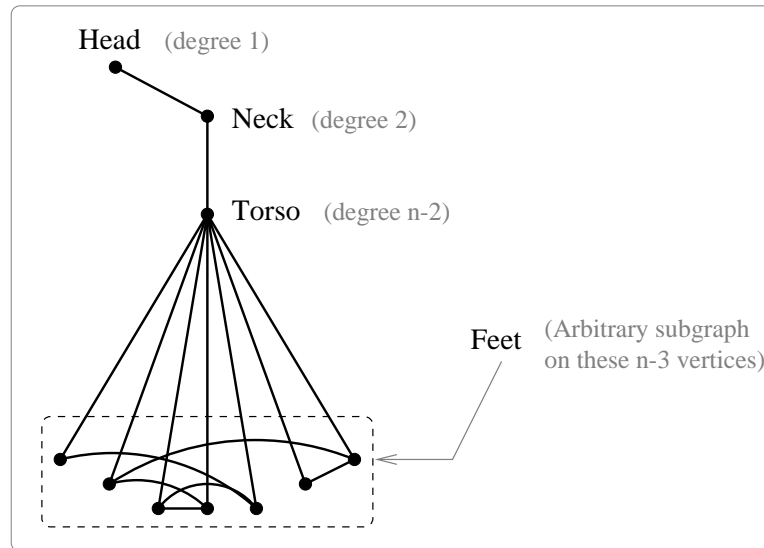 Head (degree 1)
Neck (degree 2)
Torso (degree n-2)
Feet (Arbitrary subgraph
on these n-3 vertices)